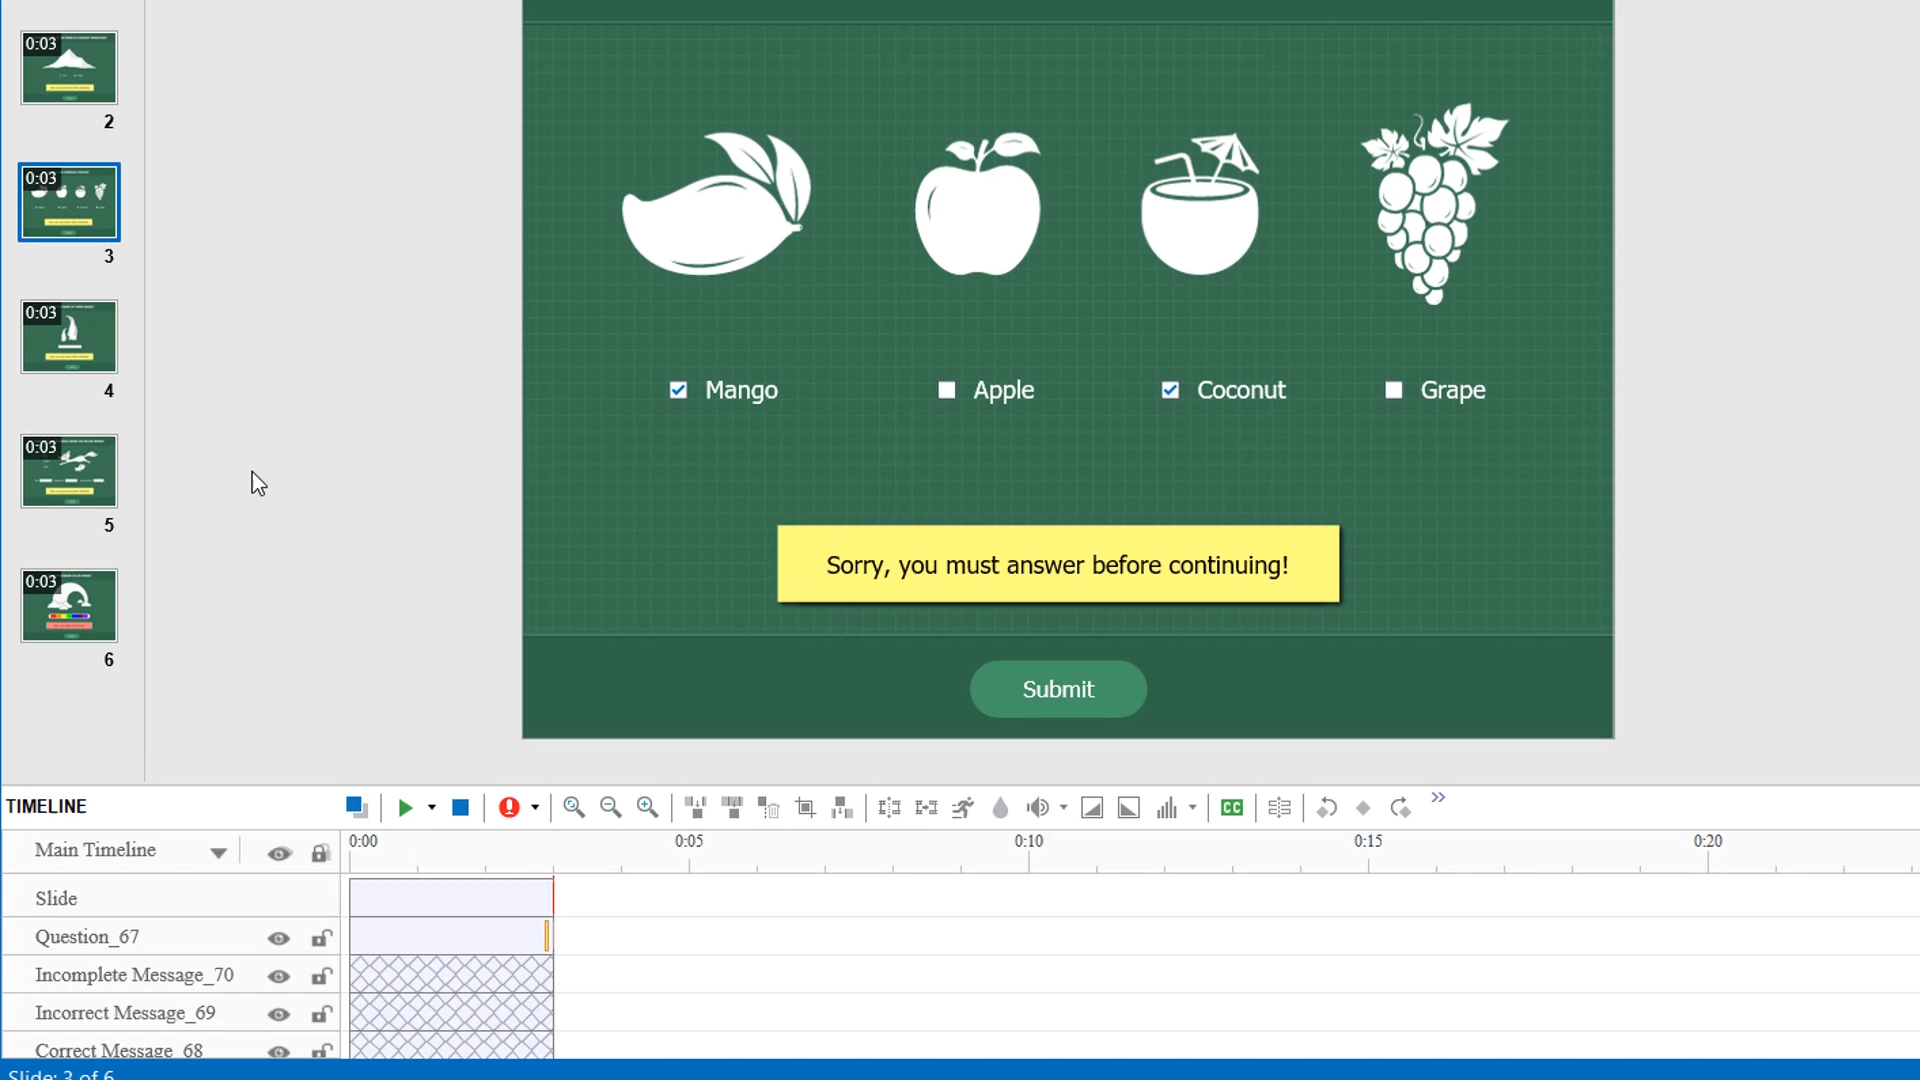 0:03
2
0:03
3
0:03
4
0:03
5
0:03
6
Mango
Apple
Coconut
Grape
Sorry, you must answer before continuing!
Submit
TIMELINE
CC
Main Timeline
0:00
0:05
0:10
0:15
0:20
Slide
Question_67
Incomplete Message_70
Incorrect Message_69
Correct Message_68
Slide: 3 of 6